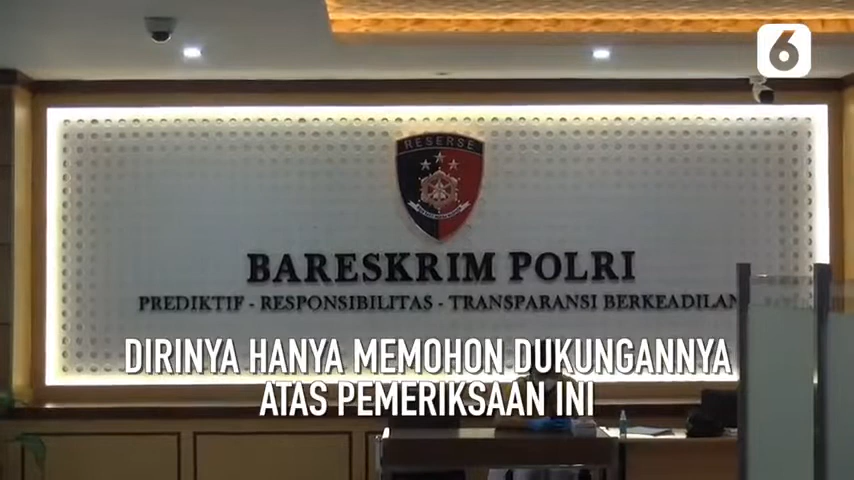 6
RESERSE
BARESKRIM POLRI
PREDIKTIF - RESPONSIBILITAS - TRANSPARANSI BERKEADILAN
DIRINYA HANYA MEMOHON DUKUNGANNYA
ATAS PEMERIKSAAN INI